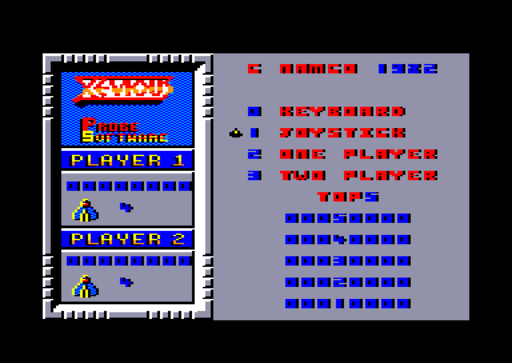 XEVIOUS
PROBE
SOFTWARE
PLAYER 1
00000000
4
PLAYER 2
00000000
4
C NAMCO 1982
0 KEYBOARD
1 JOYSTICK
2 ONE PLAYER
3 TWO PLAYER
TOP5
00050000
00040000
00030000
00020000
00010000